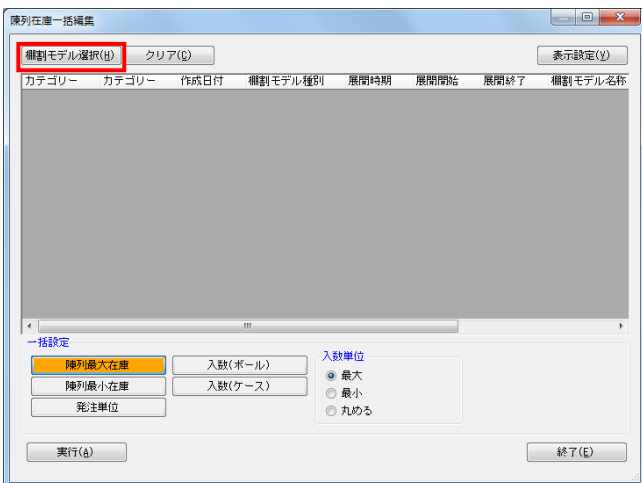 陳列在庫一括編集
棚割モデル選択(H) クリア(C) 表示設定(V)
カテゴリー カテゴリー 作成日付 棚割モデル種別 展開時期 展開開始 展開終了 棚割モデル名称
一括設定
陳列最大在庫 入数(ボール) 入数単位
最大
陳列最小在庫 入数(ケース)
最小
発注単位
丸める
実行(A) 終了(E)